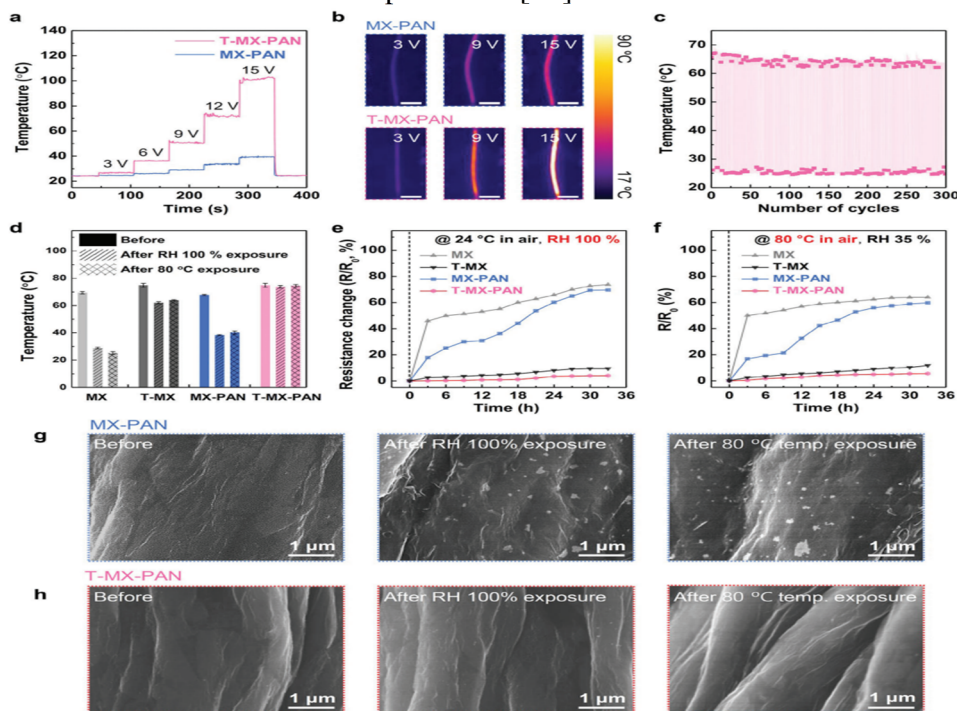 a
b
c
T-MX-PAN
MX-PAN
140
120
100
80
60
40
20
3 V
6 V
9 V
12 V
15 V
0
100
200
300
400
Temperature (°C)
Time (s)
MX-PAN
3 V
9 V
15 V
T-MX-PAN
3 V
9 V
15 V
90 °C
17 °C
70
60
50
40
30
20
0
50
100
150
200
250
300
Temperature (°C)
Number of cycles
d
Before
After RH 100 % exposure
After 80 °C exposure
100
80
60
40
20
0
Temperature (°C)
MX
T-MX
MX-PAN
T-MX-PAN
e
@ 24 °C in air, RH 100 %
MX
T-MX
MX-PAN
T-MX-PAN
100
80
60
40
20
0
Resistance change (R/R0, %)
0
6
12
18
24
30
36
Time (h)
f
@ 80 °C in air, RH 35 %
MX
T-MX
MX-PAN
T-MX-PAN
100
80
60
40
20
0
R/R0 (%)
0
6
12
18
24
30
36
Time (h)
MX-PAN
g
Before
1 µm
After RH 100% exposure
1 µm
After 80 °C temp. exposure
1 µm
T-MX-PAN
h
Before
1 µm
After RH 100% exposure
1 µm
After 80 °C temp. exposure
1 µm